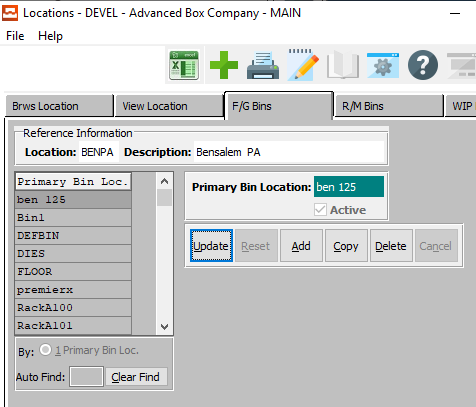 Locations - DEVEL - Advanced Box Company - MAIN
File Help
excel
?
Brws Location View Location F/G Bins R/M Bins WIP
Reference Information
Location: BENPA Description: Bensalem PA
Primary Bin Loc.
ben 125
Bin1
DEFBIN
DIES
FLOOR
premierx
RackA100
RackA101
By: 1 Primary Bin Loc.
Auto Find: Clear Find
Primary Bin Location: ben 125
Active
Update Reset Add Copy Delete Cancel